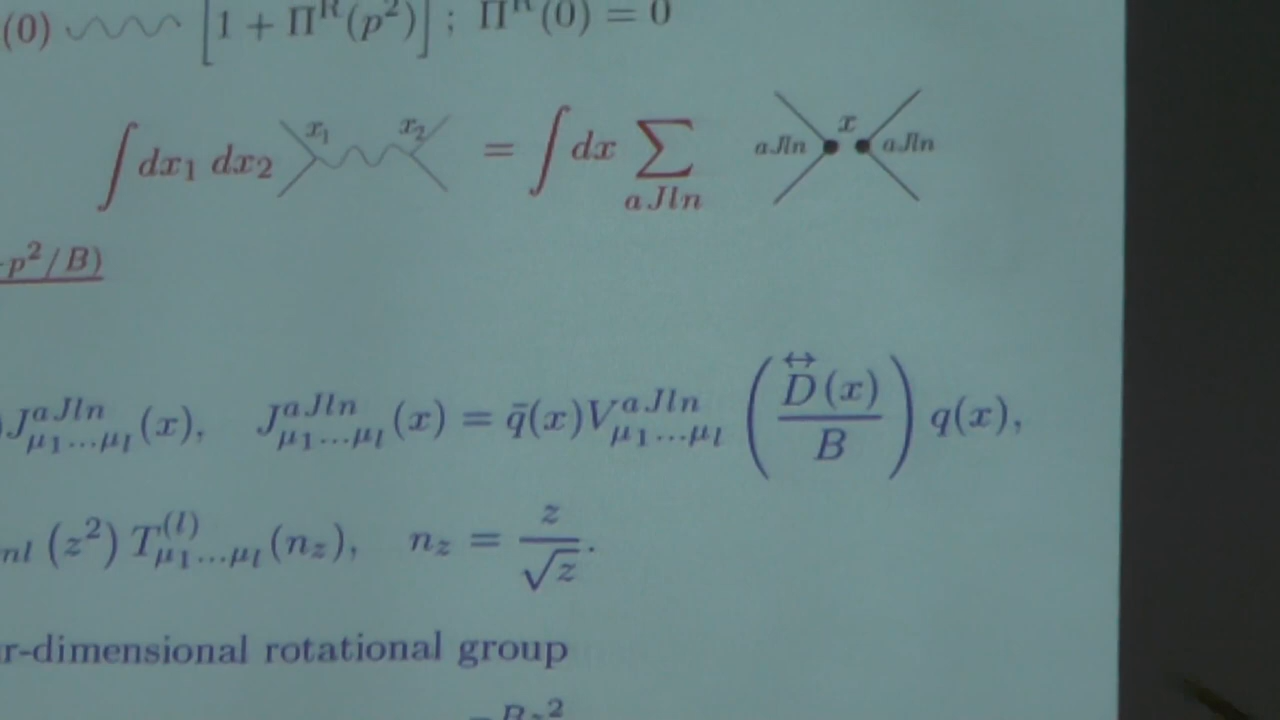 (0) [1 + Π^R(p²)] ; Π^R(0) = 0
x₁ x₂ x
∫ dx₁ dx₂ = ∫ dx ∑ aJln aJln
aJln
p²/B)
J^{aJln}_{μ₁...μ_l}(x), J^{aJln}_{μ₁...μ_l}(x) = q̄(x)V^{aJln}_{μ₁...μ_l} (D↔(x)/B) q(x),
nl (z²) T^{(l)}_{μ₁...μ_l}(n_z), n_z = z/√z.
r-dimensional rotational group